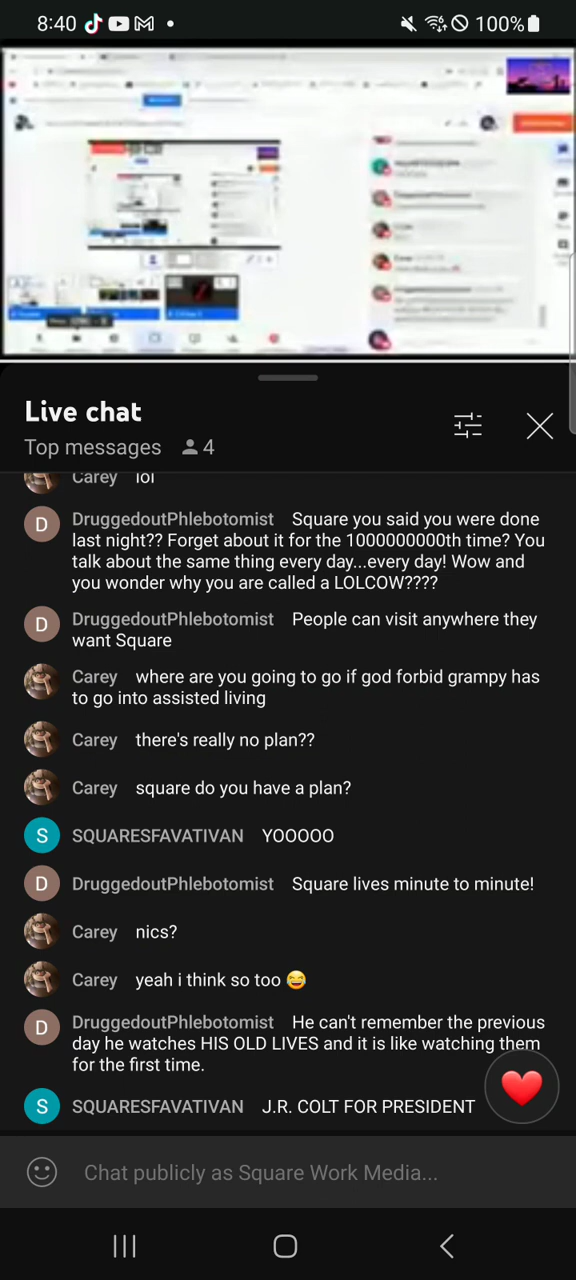 8:40
100%
Live chat
Top messages 4
Carey lol
DruggedoutPhlebotomist Square you said you were done
last night?? Forget about it for the 1000000000th time? You
talk about the same thing every day...every day! Wow and
you wonder why you are called a LOLCOW????
DruggedoutPhlebotomist People can visit anywhere they
want Square
Carey where are you going to go if god forbid grampy has
to go into assisted living
Carey there's really no plan??
Carey square do you have a plan?
S SQUARESFAVATIVAN YOOOOO
D DruggedoutPhlebotomist Square lives minute to minute!
Carey nics?
Carey yeah i think so too 😂
D DruggedoutPhlebotomist He can't remember the previous
day he watches HIS OLD LIVES and it is like watching them
for the first time.
S SQUARESFAVATIVAN J.R. COLT FOR PRESIDENT
Chat publicly as Square Work Media...